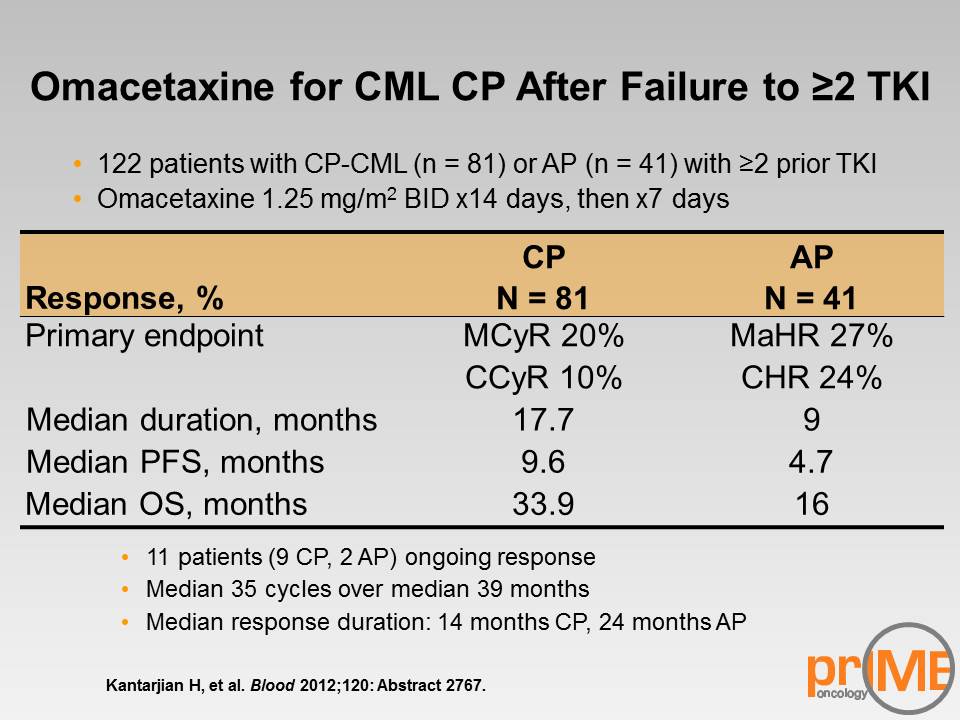 Omacetaxine for CML CP After Failure to ≥2 TKI
• 122 patients with CP-CML (n = 81) or AP (n = 41) with ≥2 prior TKI
• Omacetaxine 1.25 mg/m² BID x14 days, then x7 days
CP AP
Response, % N = 81 N = 41
Primary endpoint MCyR 20% MaHR 27%
CCyR 10% CHR 24%
Median duration, months 17.7 9
Median PFS, months 9.6 4.7
Median OS, months 33.9 16
• 11 patients (9 CP, 2 AP) ongoing response
• Median 35 cycles over median 39 months
• Median response duration: 14 months CP, 24 months AP
Kantarjian H, et al. Blood 2012;120: Abstract 2767.
prIME
oncology